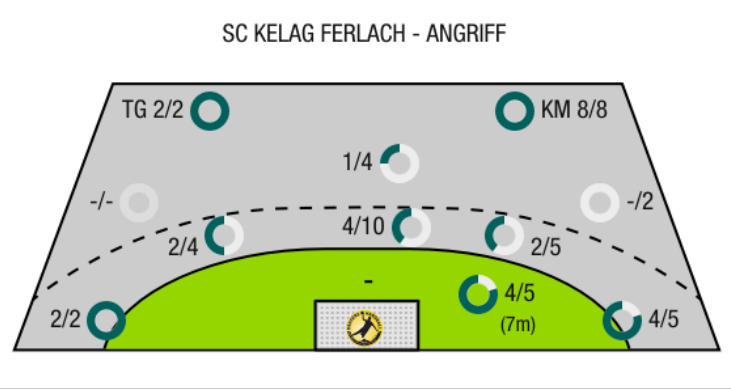 SC KELAG FERLACH - ANGRIFF
TG 2/2
KM 8/8
1/4
-/-
-/2
2/4
4/10
2/5
-
4/5
(7m)
2/2
4/5